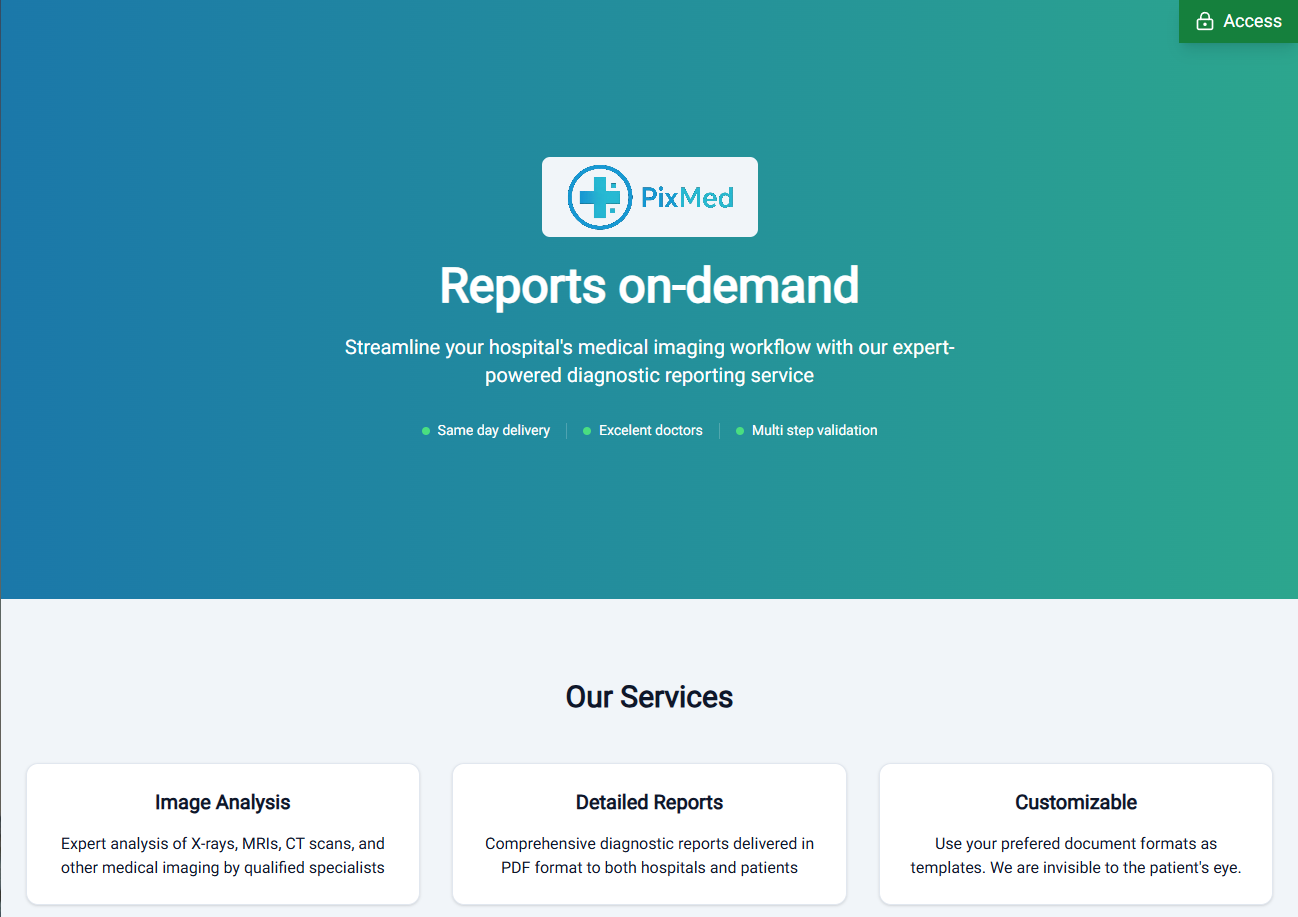 Access
PixMed
Reports on-demand
Streamline your hospital's medical imaging workflow with our expert-
powered diagnostic reporting service
Same day delivery
Excelent doctors
Multi step validation
Our Services
Image Analysis
Expert analysis of X-rays, MRIs, CT scans, and
other medical imaging by qualified specialists
Detailed Reports
Comprehensive diagnostic reports delivered in
PDF format to both hospitals and patients
Customizable
Use your prefered document formats as
templates. We are invisible to the patient's eye.